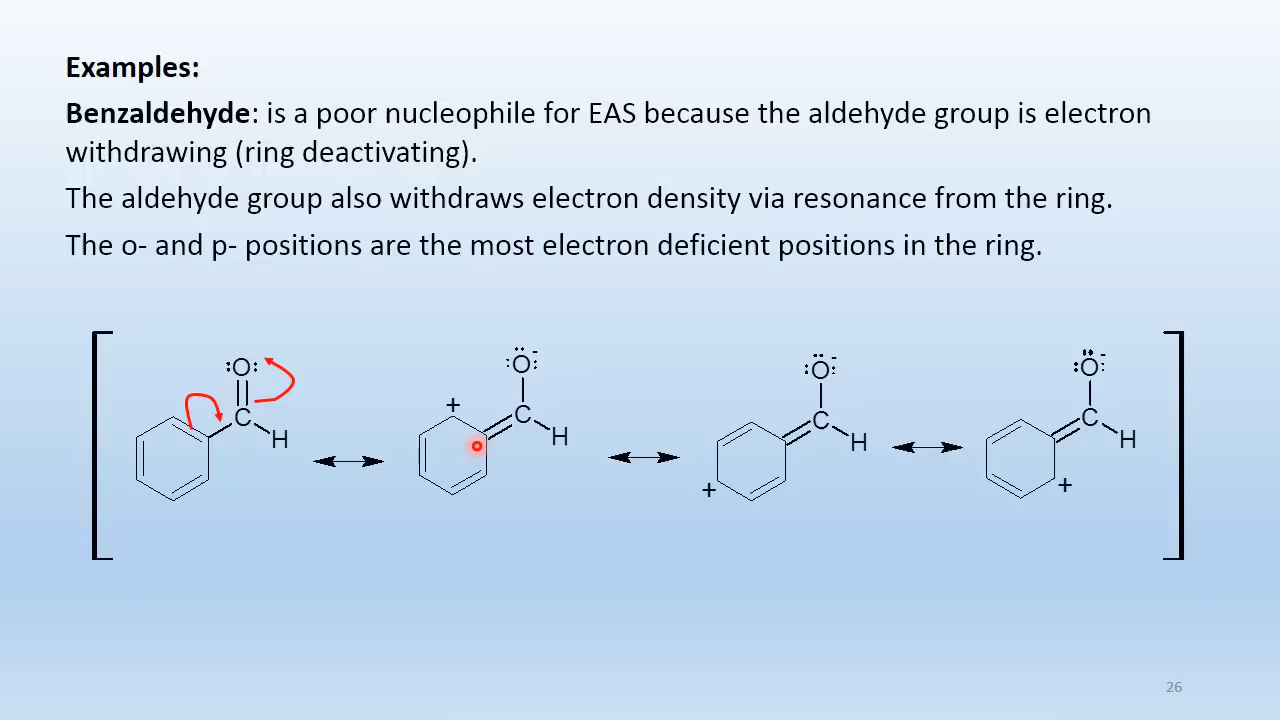 Examples:
Benzaldehyde: is a poor nucleophile for EAS because the aldehyde group is electron
withdrawing (ring deactivating).
The aldehyde group also withdraws electron density via resonance from the ring.
The o- and p- positions are the most electron deficient positions in the ring.
:O: :O:- :O:- :O:-
C H + C H + C H C H +
26